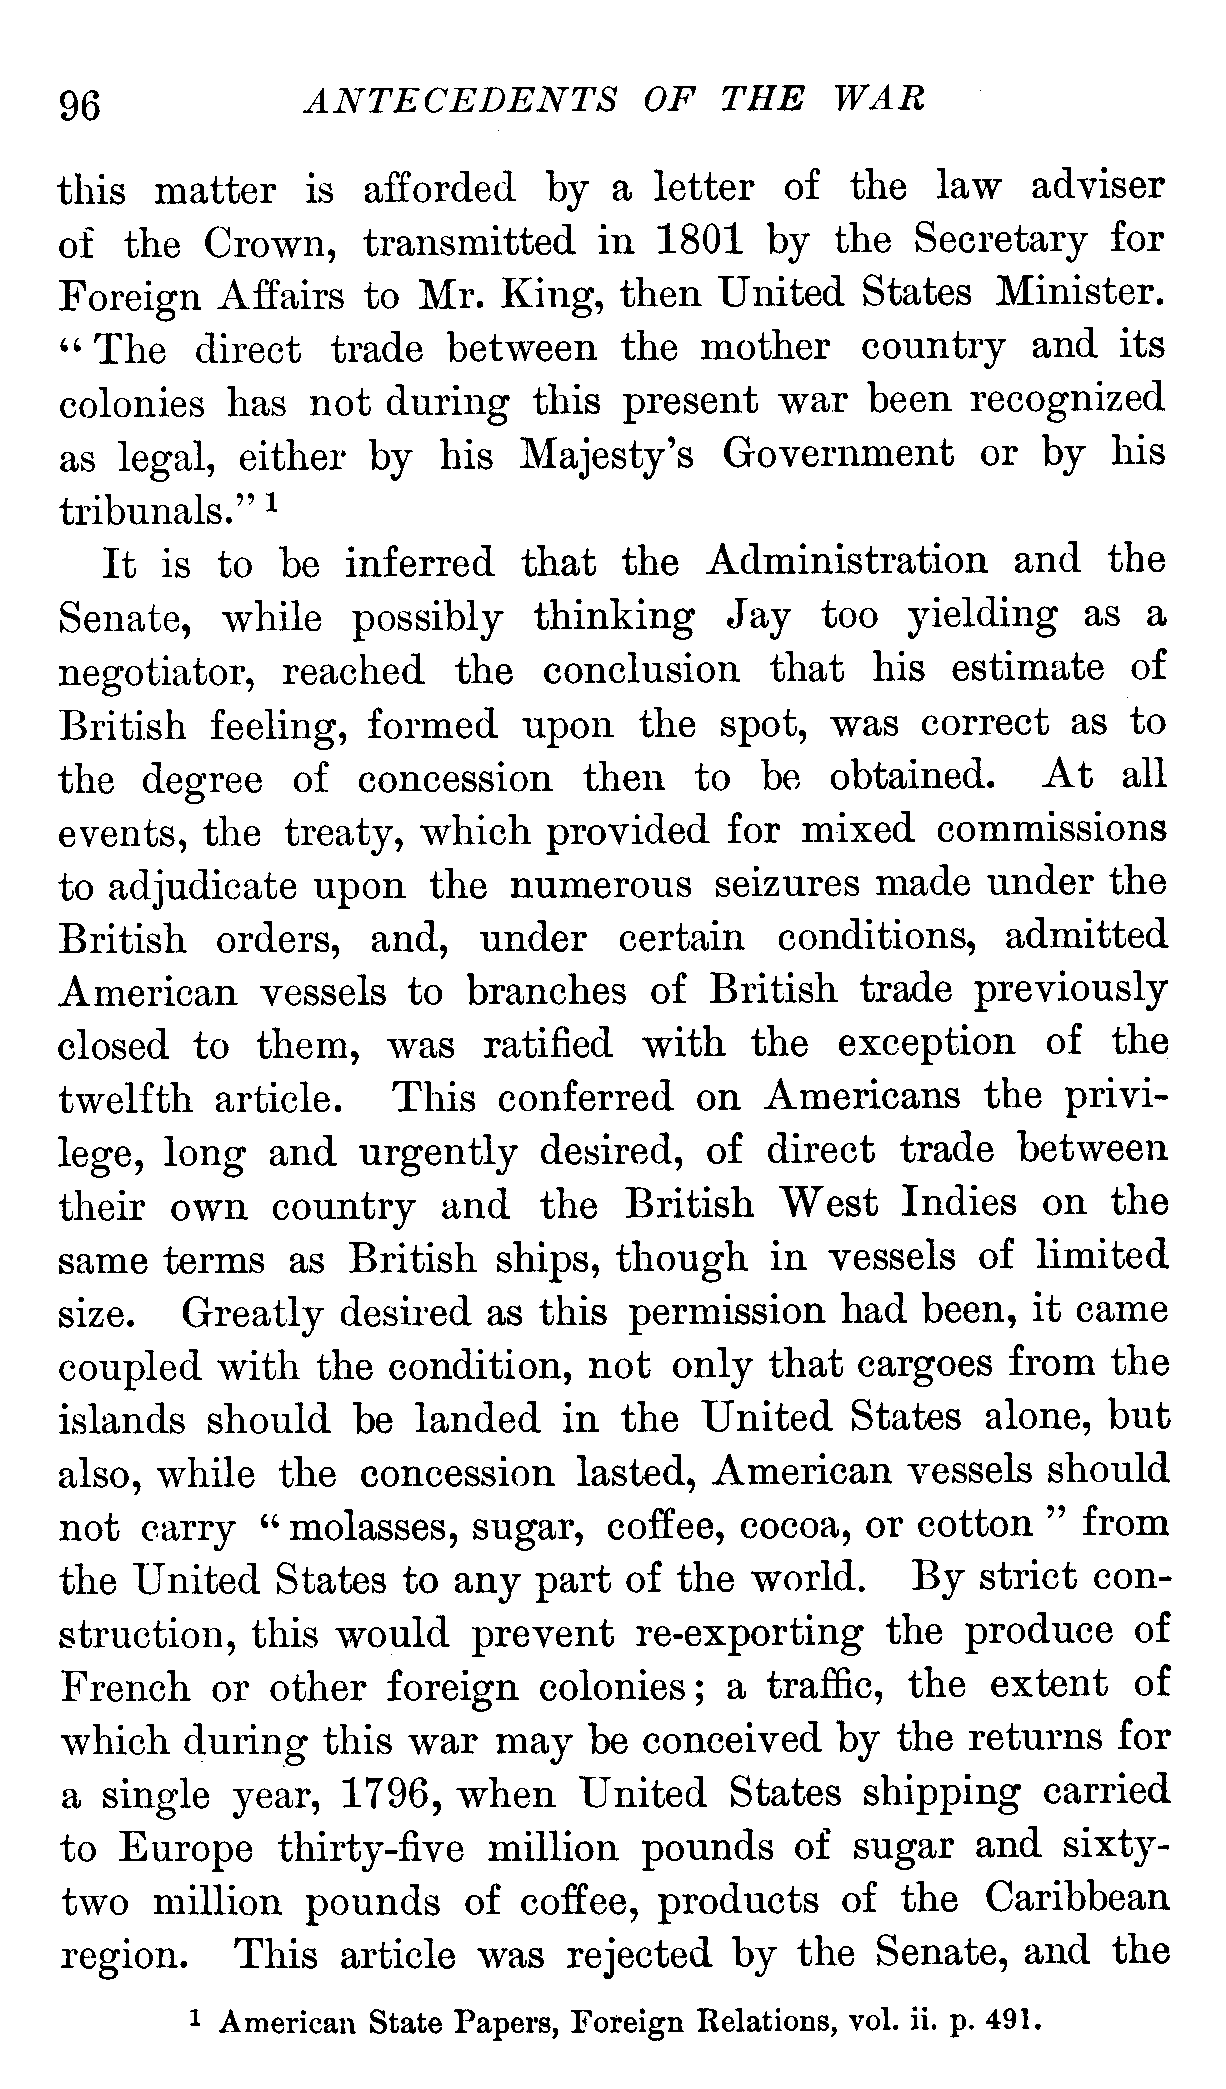 96 ANTECEDENTS OF THE WAR
this matter is afforded by a letter of the law adviser
of the Crown, transmitted in 1801 by the Secretary for
Foreign Affairs to Mr. King, then United States Minister.
“ The direct trade between the mother country and its
colonies has not during this present war been recognized
as legal, either by his Majesty’s Government or by his
tribunals.” 1
It is to be inferred that the Administration and the
Senate, while possibly thinking Jay too yielding as a
negotiator, reached the conclusion that his estimate of
British feeling, formed upon the spot, was correct as to
the degree of concession then to be obtained. At all
events, the treaty, which provided for mixed commissions
to adjudicate upon the numerous seizures made under the
British orders, and, under certain conditions, admitted
American vessels to branches of British trade previously
closed to them, was ratified with the exception of the
twelfth article. This conferred on Americans the privi-
lege, long and urgently desired, of direct trade between
their own country and the British West Indies on the
same terms as British ships, though in vessels of limited
size. Greatly desired as this permission had been, it came
coupled with the condition, not only that cargoes from the
islands should be landed in the United States alone, but
also, while the concession lasted, American vessels should
not carry “ molasses, sugar, coffee, cocoa, or cotton ” from
the United States to any part of the world. By strict con-
struction, this would prevent re-exporting the produce of
French or other foreign colonies; a traffic, the extent of
which during this war may be conceived by the returns for
a single year, 1796, when United States shipping carried
to Europe thirty-five million pounds of sugar and sixty-
two million pounds of coffee, products of the Caribbean
region. This article was rejected by the Senate, and the
1 American State Papers, Foreign Relations, vol. ii. p. 491.